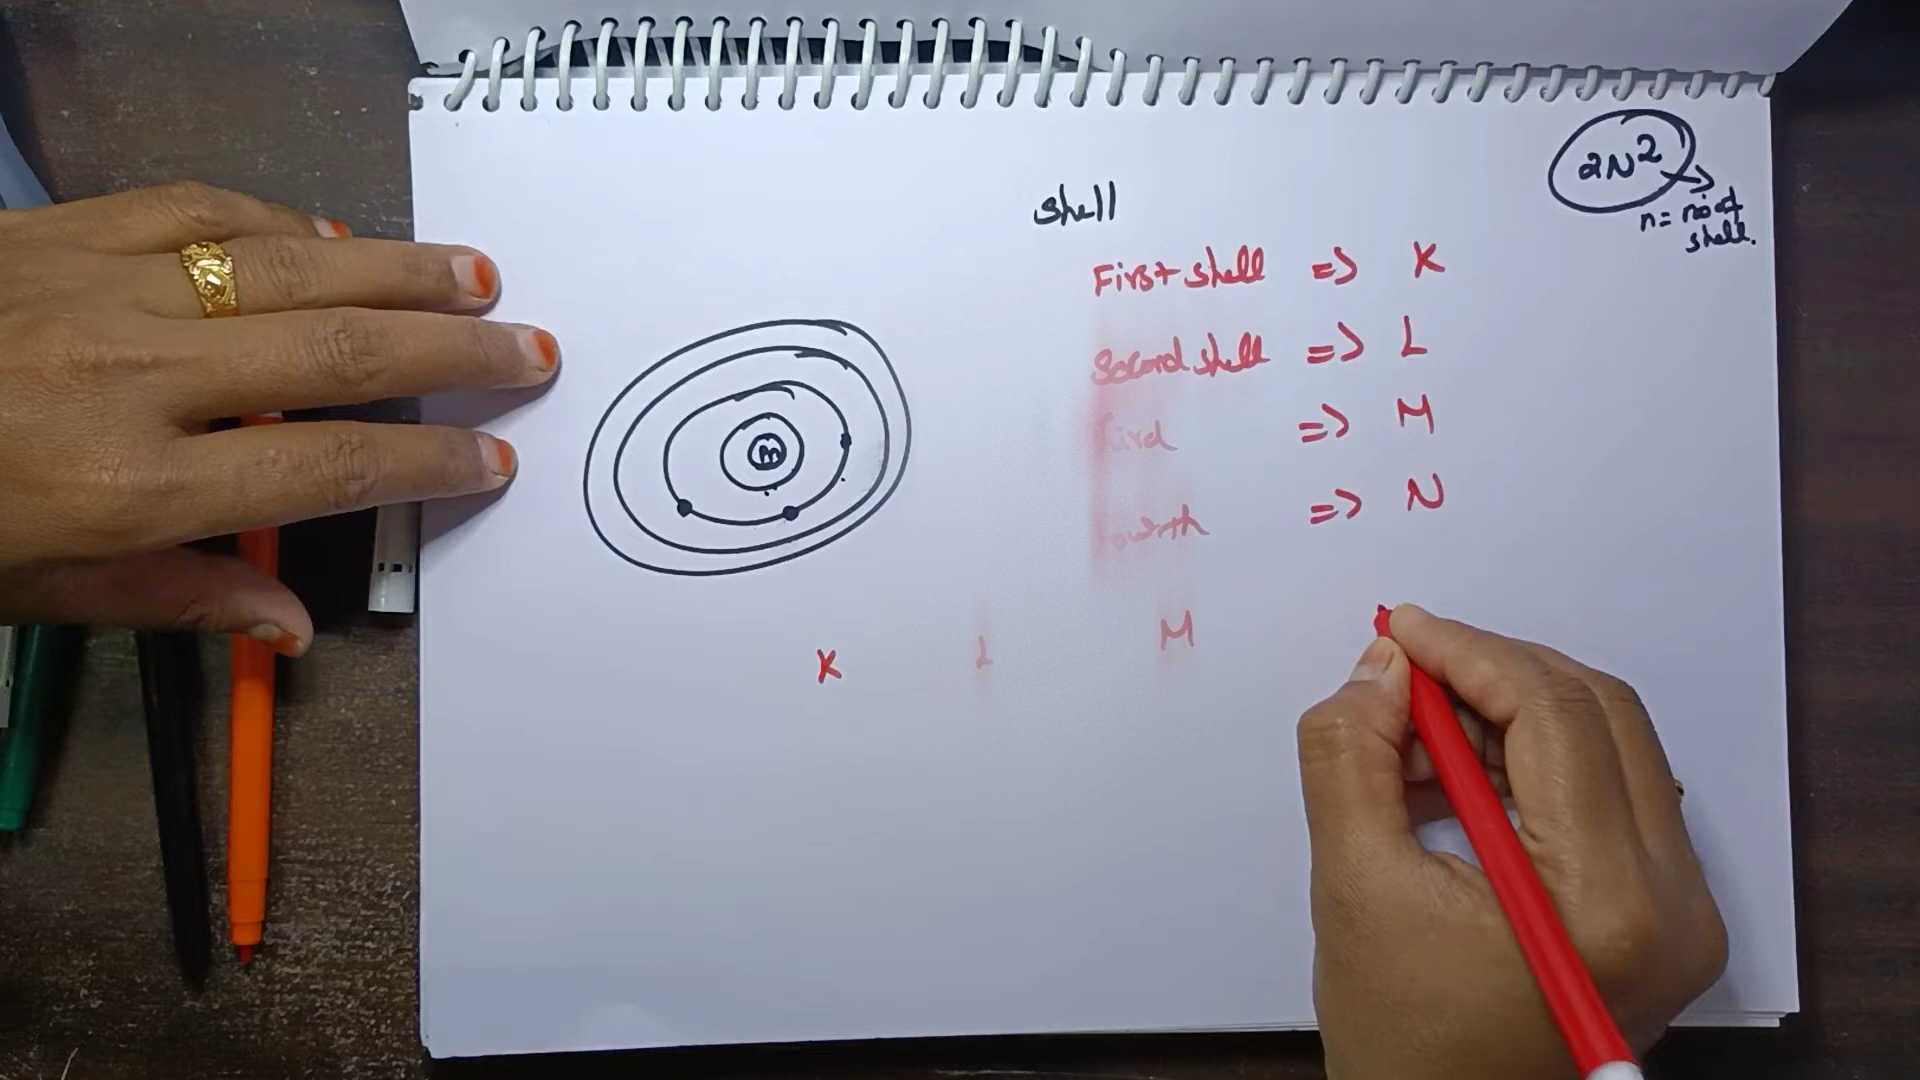 2N²
n = no of
shell.
shell
First shell => K
Second shell => L
Third => M
Fourth => N
K L M